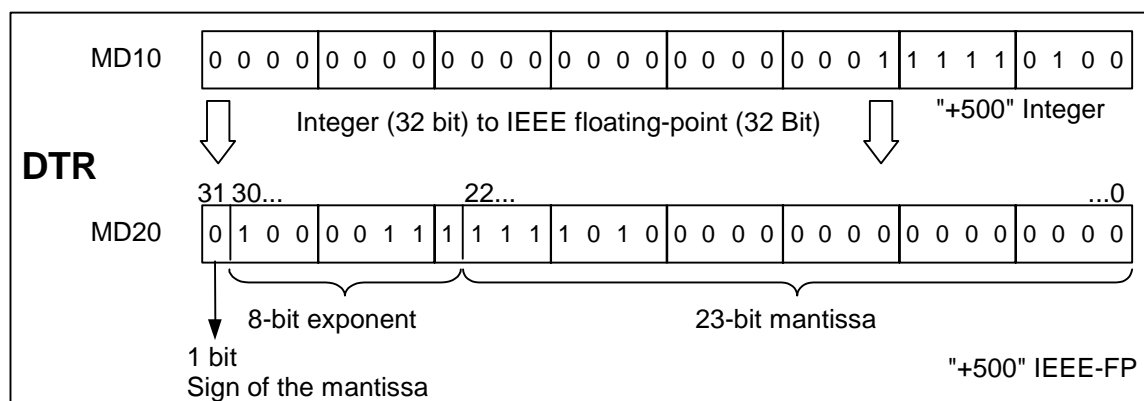 MD10 0 0 0 0 0 0 0 0 0 0 0 0 0 0 0 0 0 0 0 0 0 0 0 1 1 1 1 1 0 1 0 0
Integer (32 bit) to IEEE floating-point (32 Bit) "+500" Integer
DTR
31 30... 22... ...0
MD20 0 1 0 0 0 0 1 1 1 1 1 1 1 0 1 0 0 0 0 0 0 0 0 0 0 0 0 0 0 0 0 0
8-bit exponent 23-bit mantissa
1 bit
Sign of the mantissa "+500" IEEE-FP